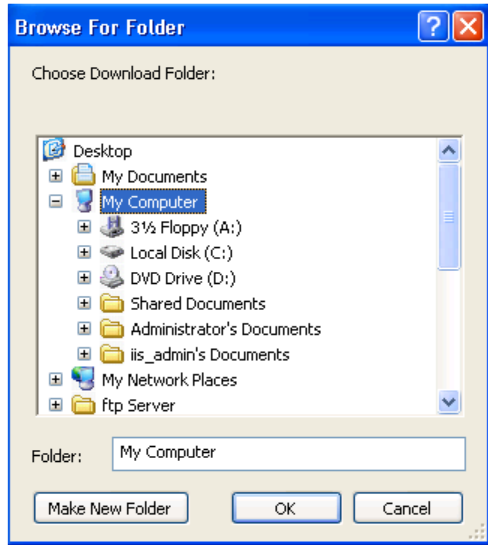 Browse For Folder
Choose Download Folder:
Desktop
My Documents
My Computer
3½ Floppy (A:)
Local Disk (C:)
DVD Drive (D:)
Shared Documents
Administrator's Documents
iis_admin's Documents
My Network Places
ftp Server
Folder: My Computer
Make New Folder OK Cancel